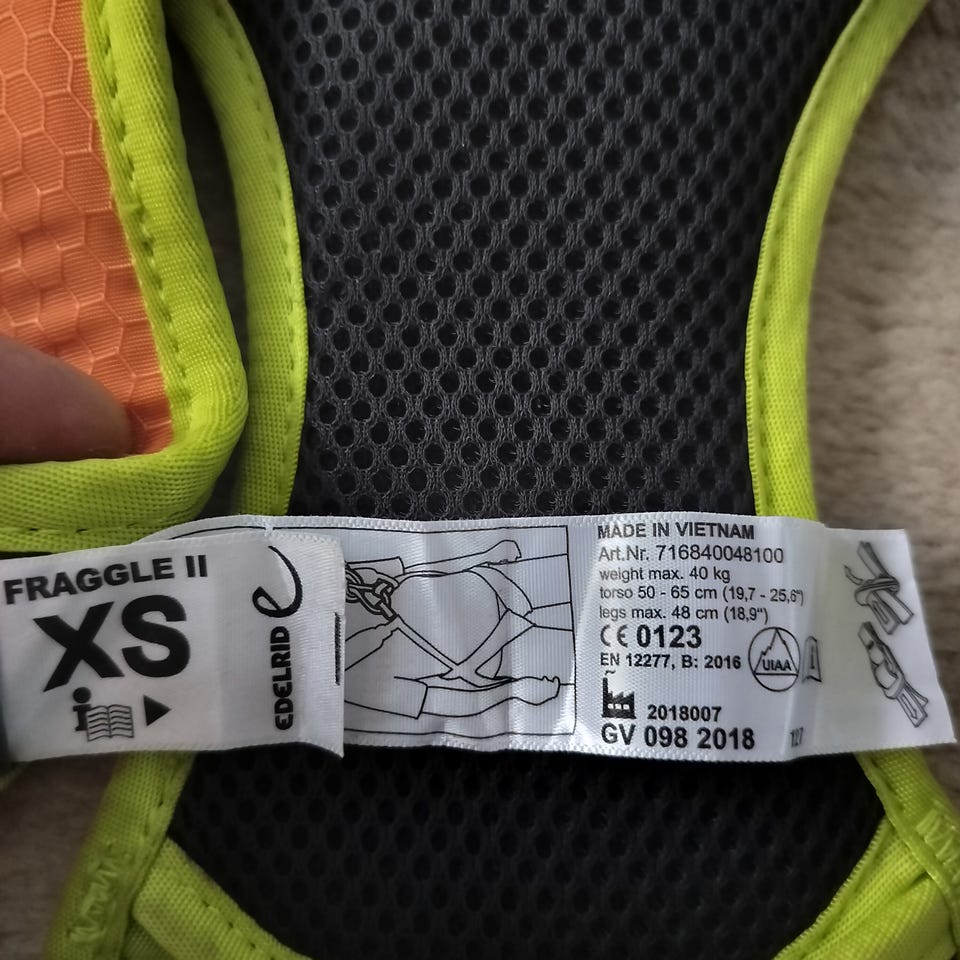 FRAGGLE II
XS
EDELRID
MADE IN VIETNAM
Art.Nr. 716840048100
weight max. 40 kg
torso 50 - 65 cm (19,7 - 25,6")
legs max. 48 cm (18,9")
CE 0123
EN 12277, B: 2016
UIAA
2018007
GV 098 2018
127